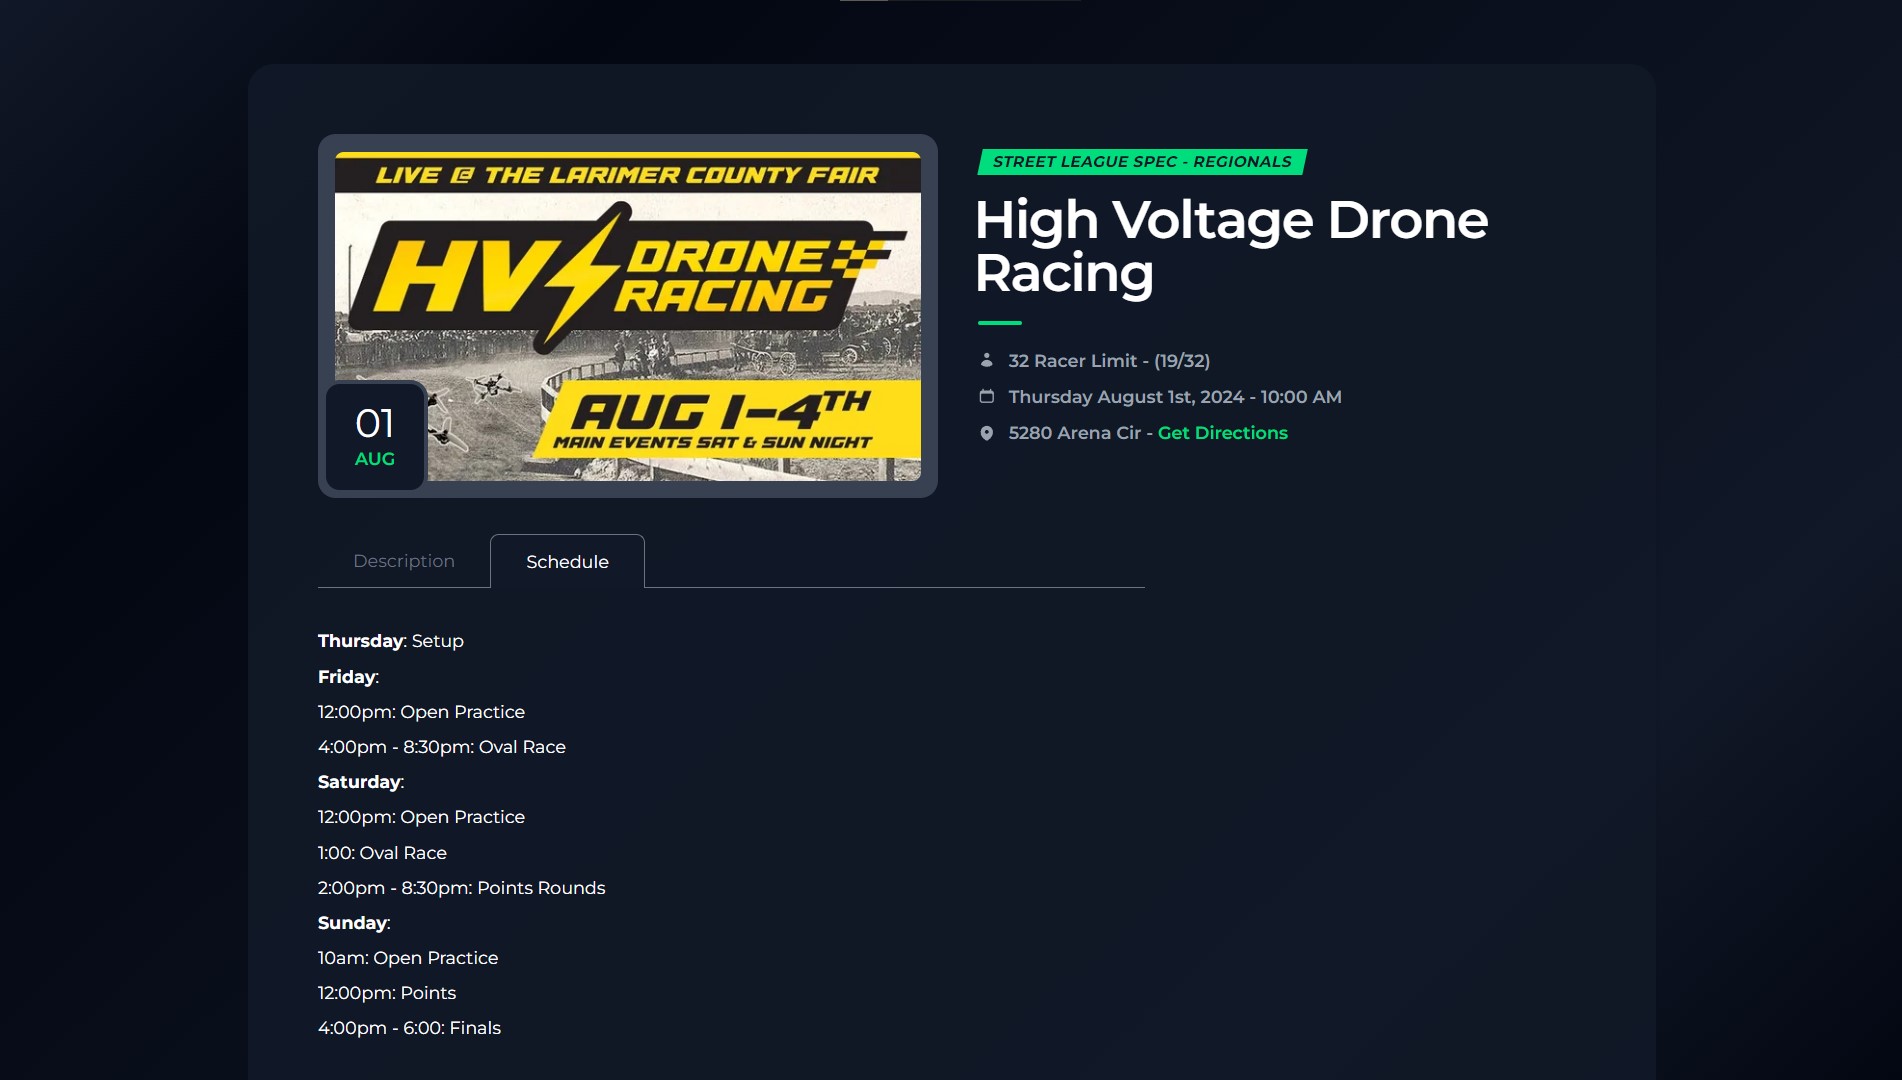 LIVE @ THE LARIMER COUNTY FAIR
HV DRONE RACING
AUG 1-4TH
MAIN EVENTS SAT & SUN NIGHT
01
AUG
STREET LEAGUE SPEC - REGIONALS
High Voltage Drone
Racing
32 Racer Limit - (19/32)
Thursday August 1st, 2024 - 10:00 AM
5280 Arena Cir - Get Directions
Description
Schedule
Thursday: Setup
Friday:
12:00pm: Open Practice
4:00pm - 8:30pm: Oval Race
Saturday:
12:00pm: Open Practice
1:00: Oval Race
2:00pm - 8:30pm: Points Rounds
Sunday:
10am: Open Practice
12:00pm: Points
4:00pm - 6:00: Finals